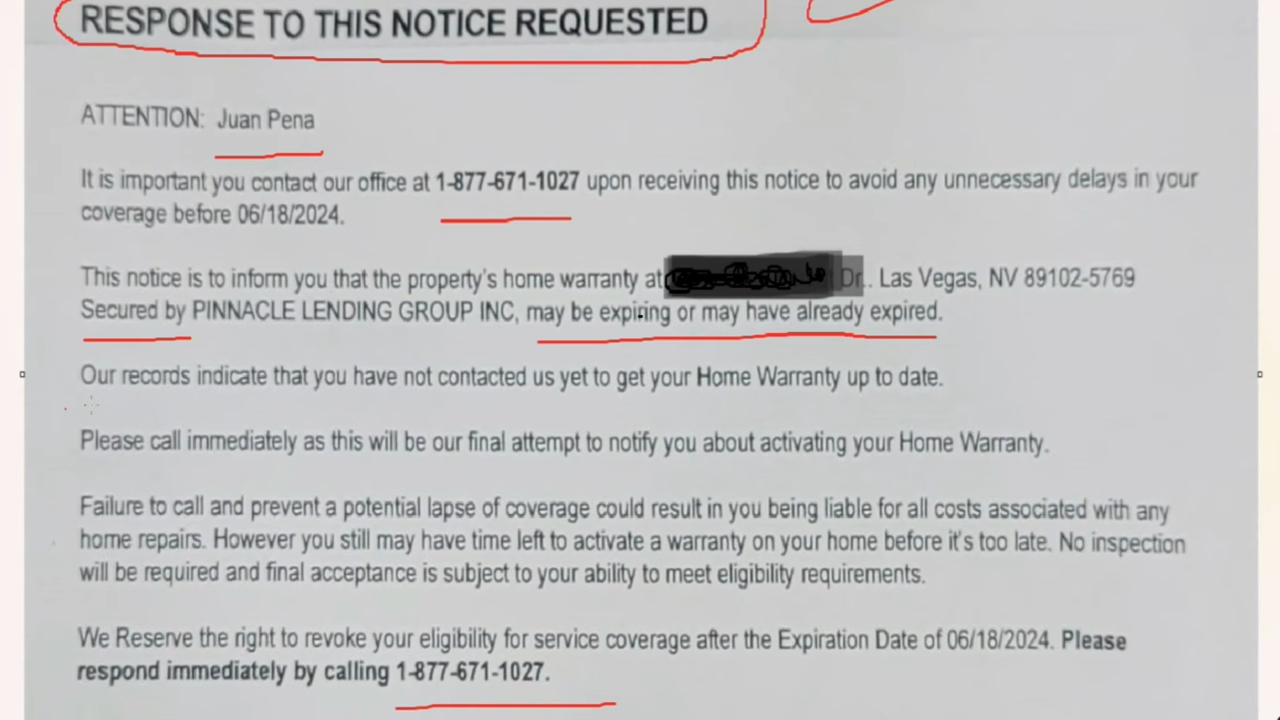 RESPONSE TO THIS NOTICE REQUESTED
ATTENTION: Juan Pena
It is important you contact our office at 1-877-671-1027 upon receiving this notice to avoid any unnecessary delays in your
coverage before 06/18/2024.
This notice is to inform you that the property's home warranty at Dr.. Las Vegas, NV 89102-5769
Secured by PINNACLE LENDING GROUP INC, may be expiring or may have already expired.
Our records indicate that you have not contacted us yet to get your Home Warranty up to date.
Please call immediately as this will be our final attempt to notify you about activating your Home Warranty.
Failure to call and prevent a potential lapse of coverage could result in you being liable for all costs associated with any
home repairs. However you still may have time left to activate a warranty on your home before it's too late. No inspection
will be required and final acceptance is subject to your ability to meet eligibility requirements.
We Reserve the right to revoke your eligibility for service coverage after the Expiration Date of 06/18/2024. Please
respond immediately by calling 1-877-671-1027.